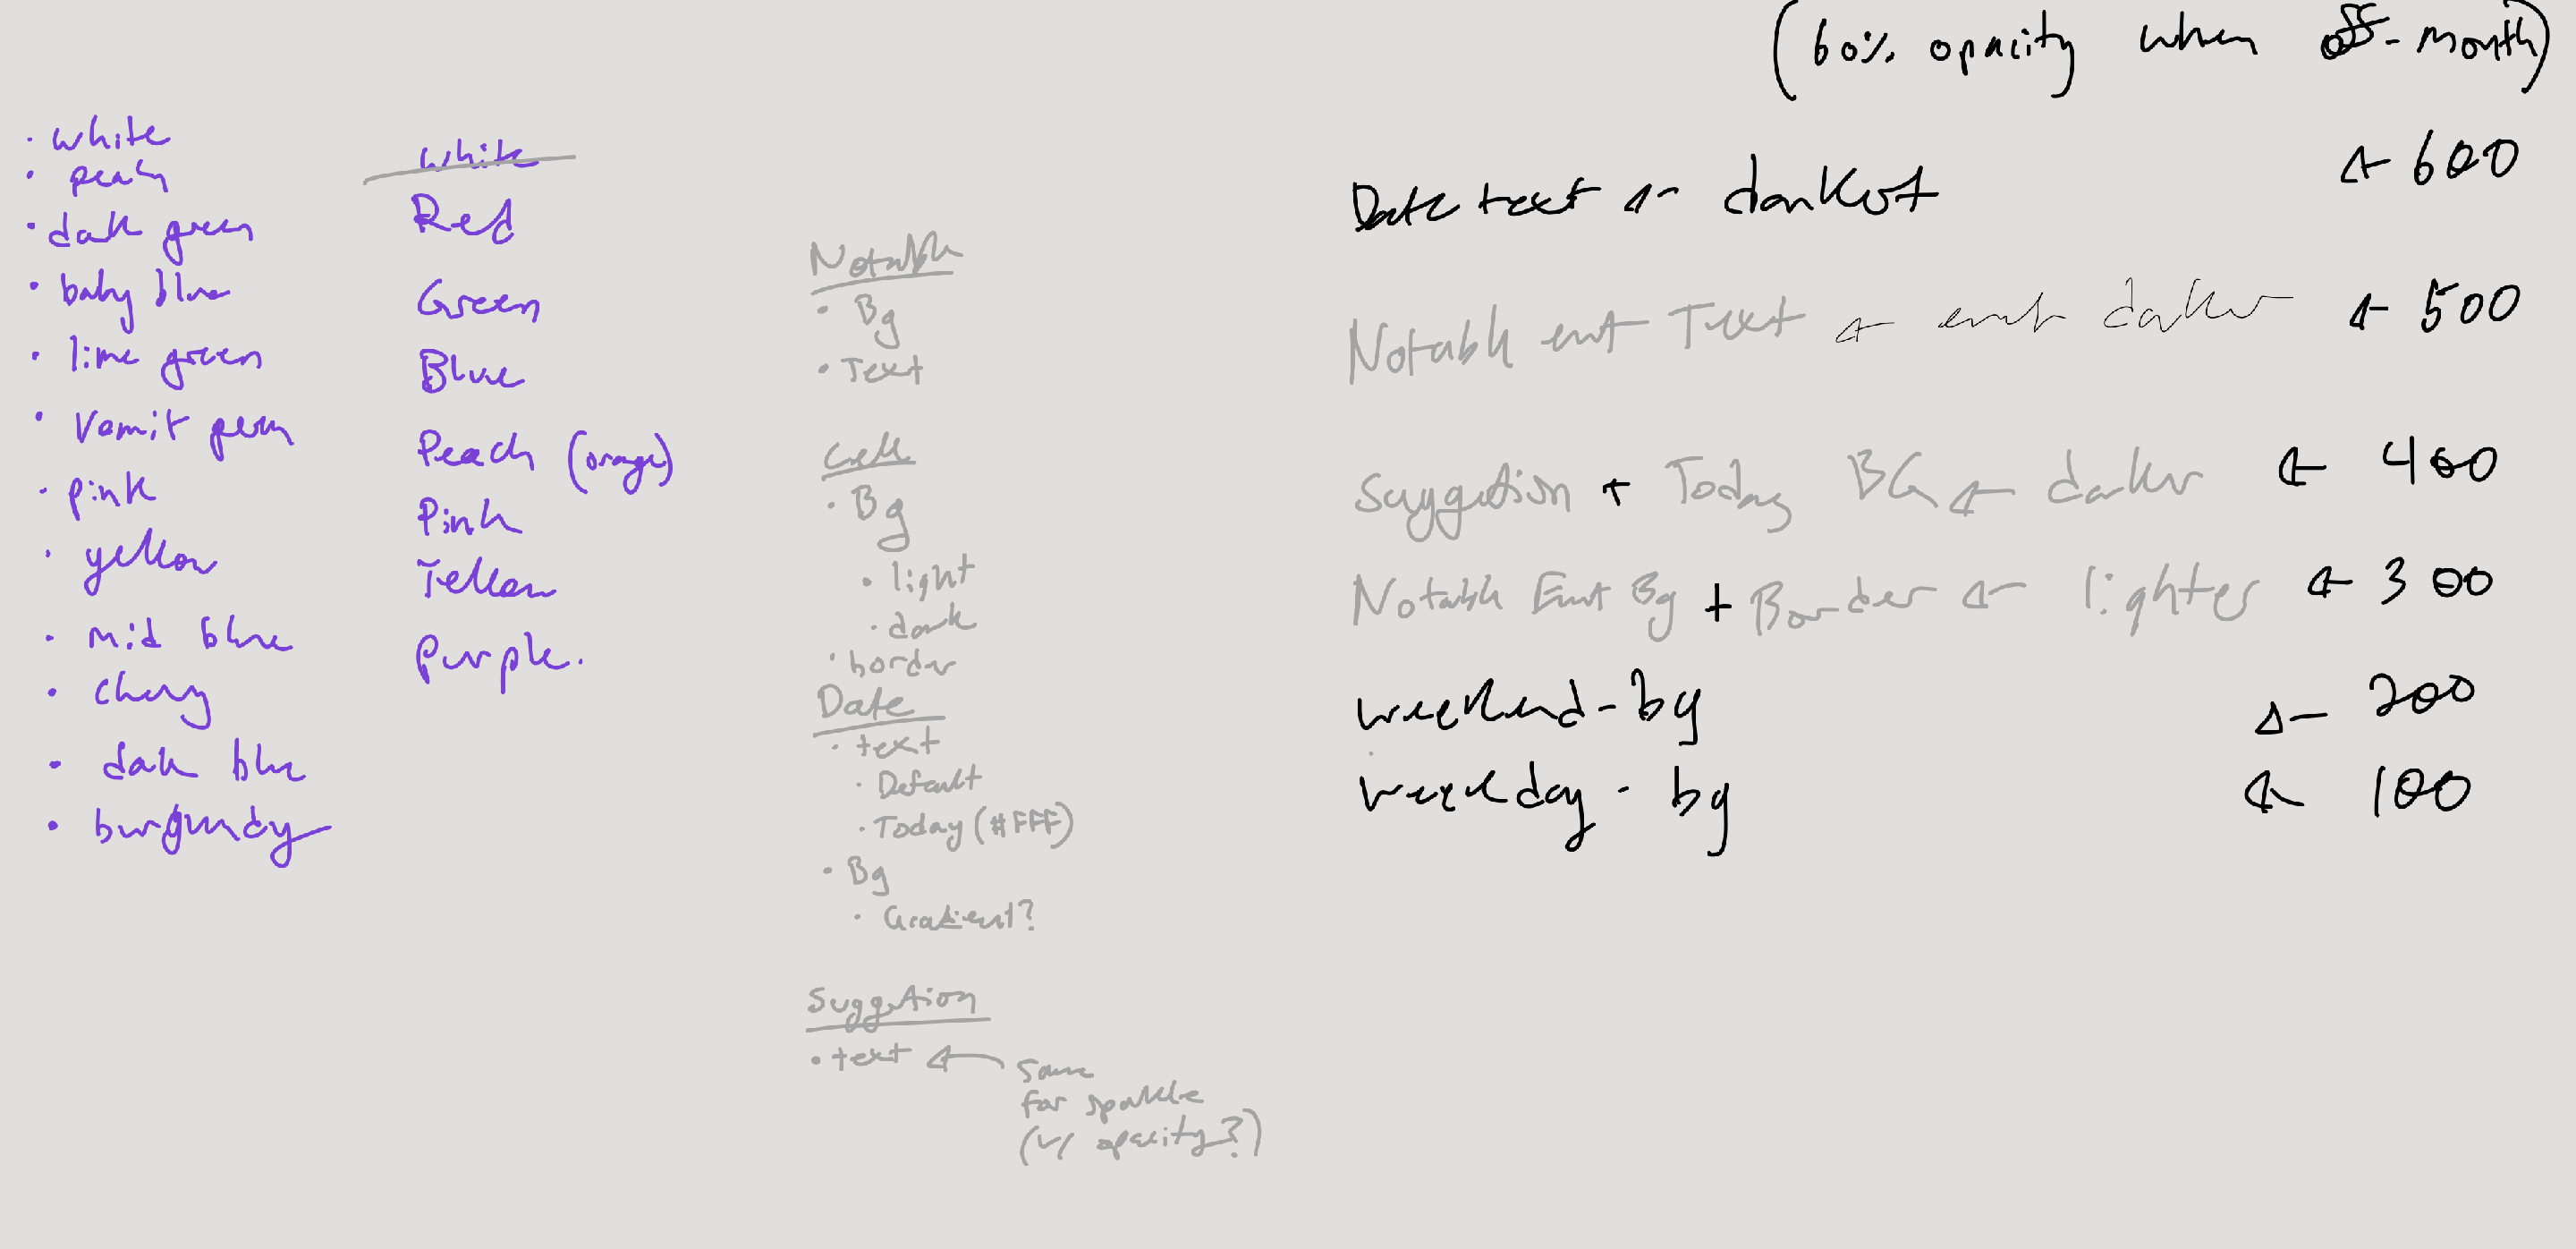 (60% opacity when off-month)
• white
• peach
• dark green
• baby blue
• lime green
• Vomit green
• pink
• yellow
• mid blue
• cherry
• dark blue
• burgundy
white
Red
Green
Blue
Peach (orange)
Pink
Yellow
Purple.
Notable
• Bg
• Text
Cell
• Bg
• light
• dark
• border
Date
• text
• Default
• Today (#FFF)
• Bg
• Gradient?
Suggestion
• text ← same
for sparkle
(w/ opacity?)
Date text ← darkest ← 600
Notable event Text ← even darker ← 500
Suggestion + Today BG ← darker ← 400
Notable Event Bg + Border ← lighter ← 300
weekend-bg ← 200
weekday-bg ← 100